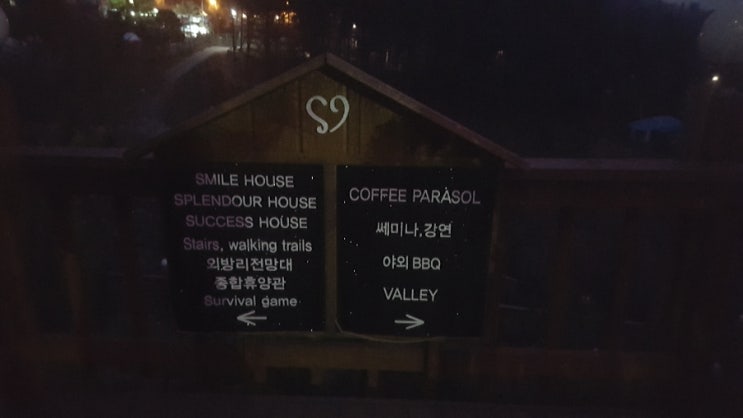 SMILE HOUSE
SPLENDOUR HOUSE
SUCCESS HOUSE
Stairs, walking trails
외방리전망대
종합휴양관
Survival game
COFFEE PARASOL
쎄미나,강연
야외 BBQ
VALLEY